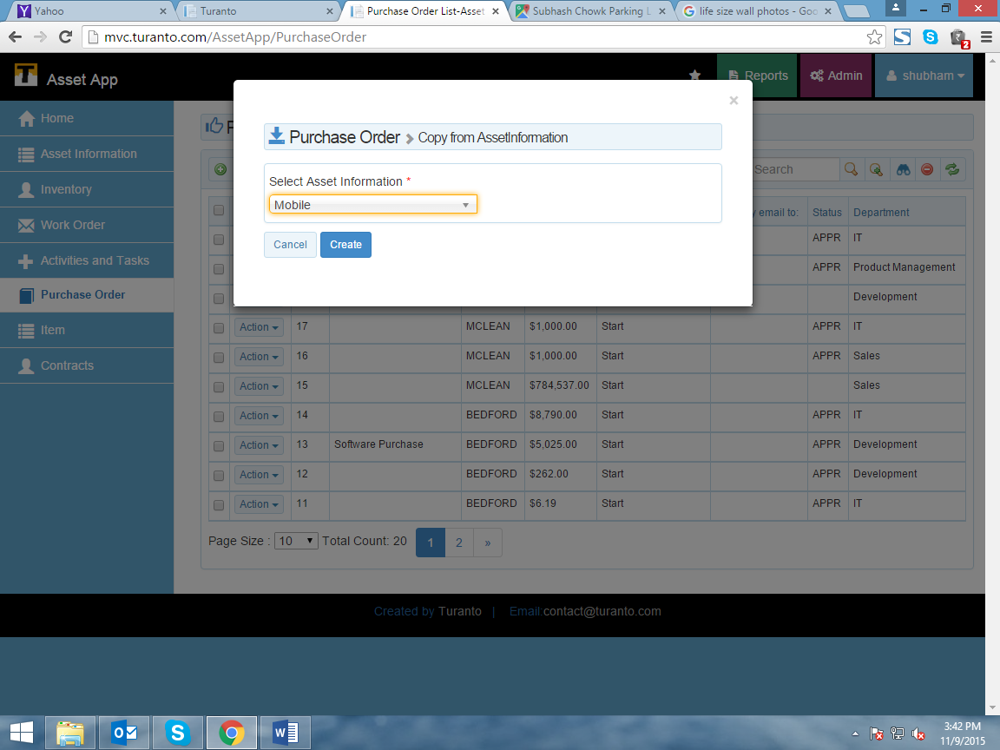 Yahoo
Turanto
Purchase Order List-Asset
Subhash Chowk Parking L
life size wall photos - Goo
mvc.turanto.com/AssetApp/PurchaseOrder
2
Asset App
Reports
Admin
shubham
Home
Asset Information
Inventory
Work Order
Activities and Tasks
Purchase Order
Item
Contracts
×
Purchase Order > Copy from AssetInformation
Select Asset Information *
Mobile
Cancel Create
Search
email to: Status Department
APPR IT
APPR Product Management
Development
Action 17 MCLEAN $1,000.00 Start APPR IT
Action 16 MCLEAN $1,000.00 Start APPR Sales
Action 15 MCLEAN $784,537.00 Start Sales
Action 14 BEDFORD $8,790.00 Start APPR IT
Action 13 Software Purchase BEDFORD $5,025.00 Start APPR Development
Action 12 BEDFORD $262.00 Start APPR Development
Action 11 BEDFORD $6.19 Start APPR IT
Page Size : 10 Total Count: 20 1 2 »
Created by Turanto | Email:contact@turanto.com
3:42 PM
11/9/2015